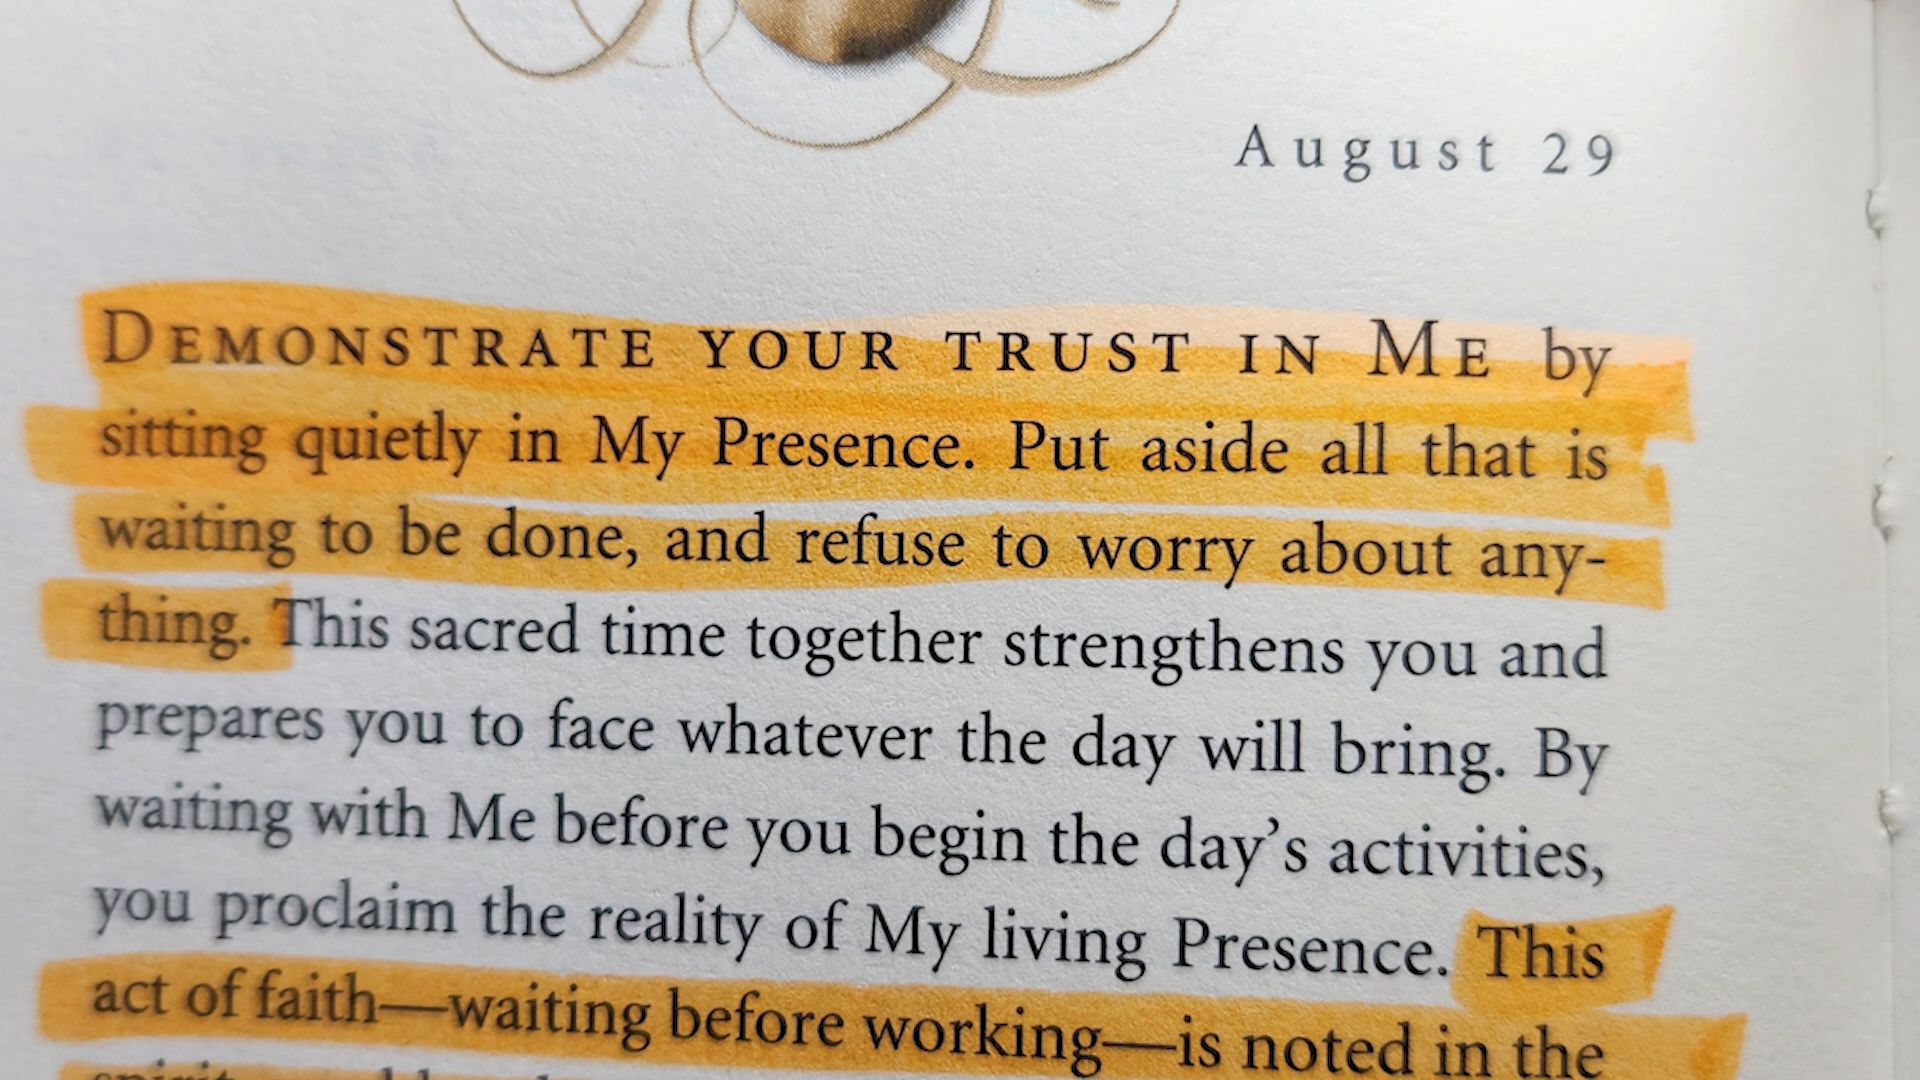 August 29
DEMONSTRATE YOUR TRUST IN ME by
sitting quietly in My Presence. Put aside all that is
waiting to be done, and refuse to worry about any-
thing. This sacred time together strengthens you and
prepares you to face whatever the day will bring. By
waiting with Me before you begin the day's activities,
you proclaim the reality of My living Presence. This
act of faith—waiting before working—is noted in the